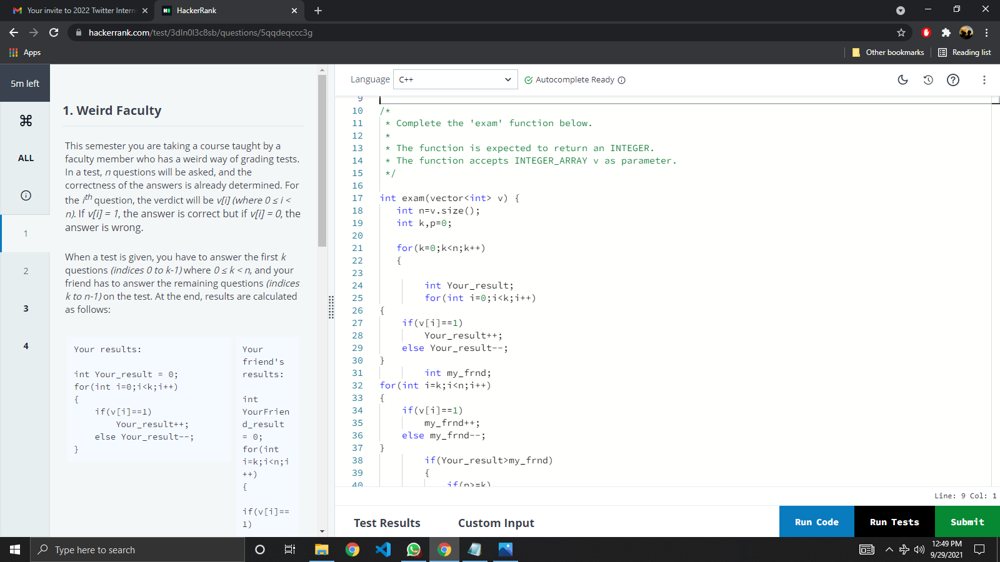 Your invite to 2022 Twitter Intern
HackerRank
hackerrank.com/test/3dln0l3c8sb/questions/5qqdeqccc3g
Apps
Other bookmarks
Reading list
5m left
ALL
1
2
3
4
1. Weird Faculty
This semester you are taking a course taught by a
faculty member who has a weird way of grading tests.
In a test, n questions will be asked, and the
correctness of the answers is already determined. For
the ith question, the verdict will be v[i] (where 0 ≤ i <
n). If v[i] = 1, the answer is correct but if v[i] = 0, the
answer is wrong.
When a test is given, you have to answer the first k
questions (indices 0 to k-1) where 0 ≤ k < n, and your
friend has to answer the remaining questions (indices
k to n-1) on the test. At the end, results are calculated
as follows:
Your results:
int Your_result = 0;
for(int i=0;i<k;i++)
{
if(v[i]==1)
Your_result++;
else Your_result--;
}
Your
friend's
results:
int
YourFrien
d_result
= 0;
for(int
i=k;i<n;i
++)
{
if(v[i]==
1)
Language
C++
Autocomplete Ready
9
10 /*
11 * Complete the 'exam' function below.
12 *
13 * The function is expected to return an INTEGER.
14 * The function accepts INTEGER_ARRAY v as parameter.
15 */
16
17 int exam(vector<int> v) {
18 int n=v.size();
19 int k,p=0;
20
21 for(k=0;k<n;k++)
22 {
23
24 int Your_result;
25 for(int i=0;i<k;i++)
26 {
27 if(v[i]==1)
28 Your_result++;
29 else Your_result--;
30 }
31 int my_frnd;
32 for(int i=k;i<n;i++)
33 {
34 if(v[i]==1)
35 my_frnd++;
36 else my_frnd--;
37 }
38 if(Your_result>my_frnd)
39 {
40 if(p>=k)
Line: 9 Col: 1
Test Results
Custom Input
Run Code
Run Tests
Submit
Type here to search
12:49 PM
9/29/2021